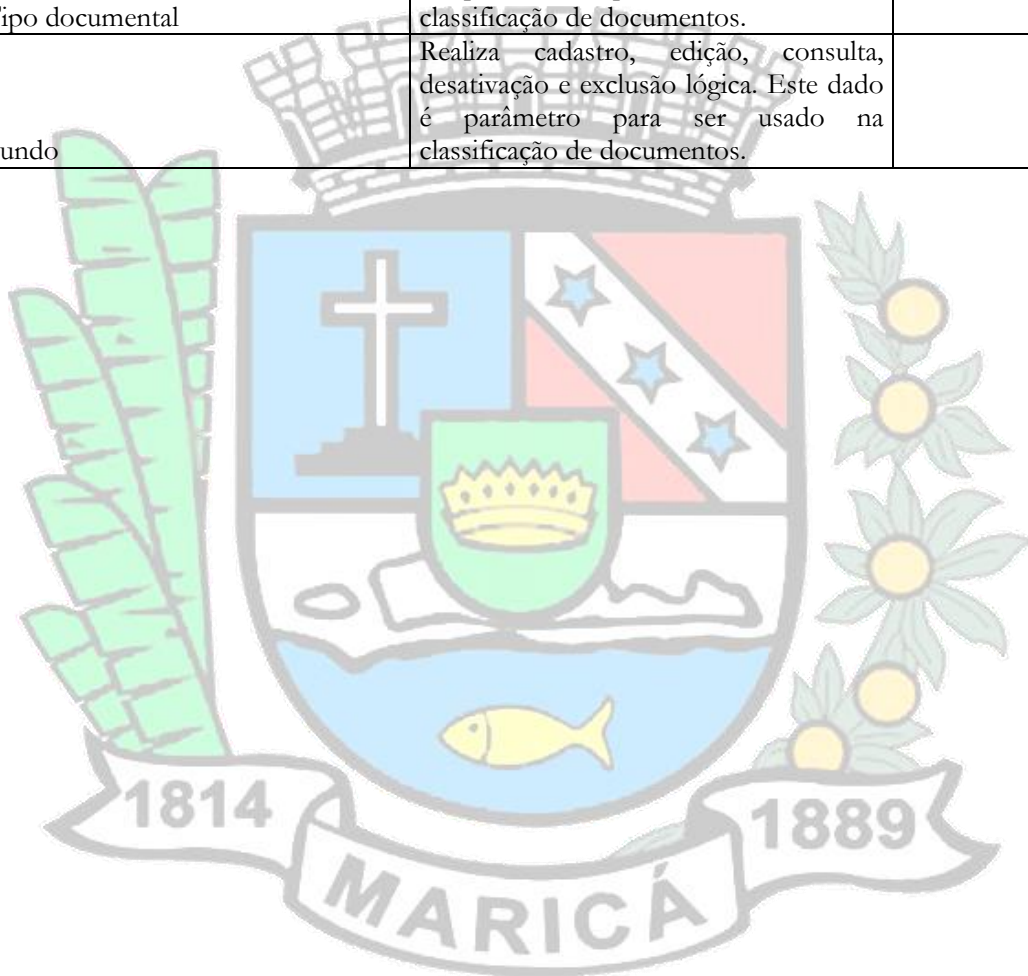 ipo documental
classificação de documentos.
Realiza cadastro, edição, consulta,
desativação e exclusão lógica. Este dado
é parâmetro para ser usado na
undo
classificação de documentos.
1814
1889
MARICÁ